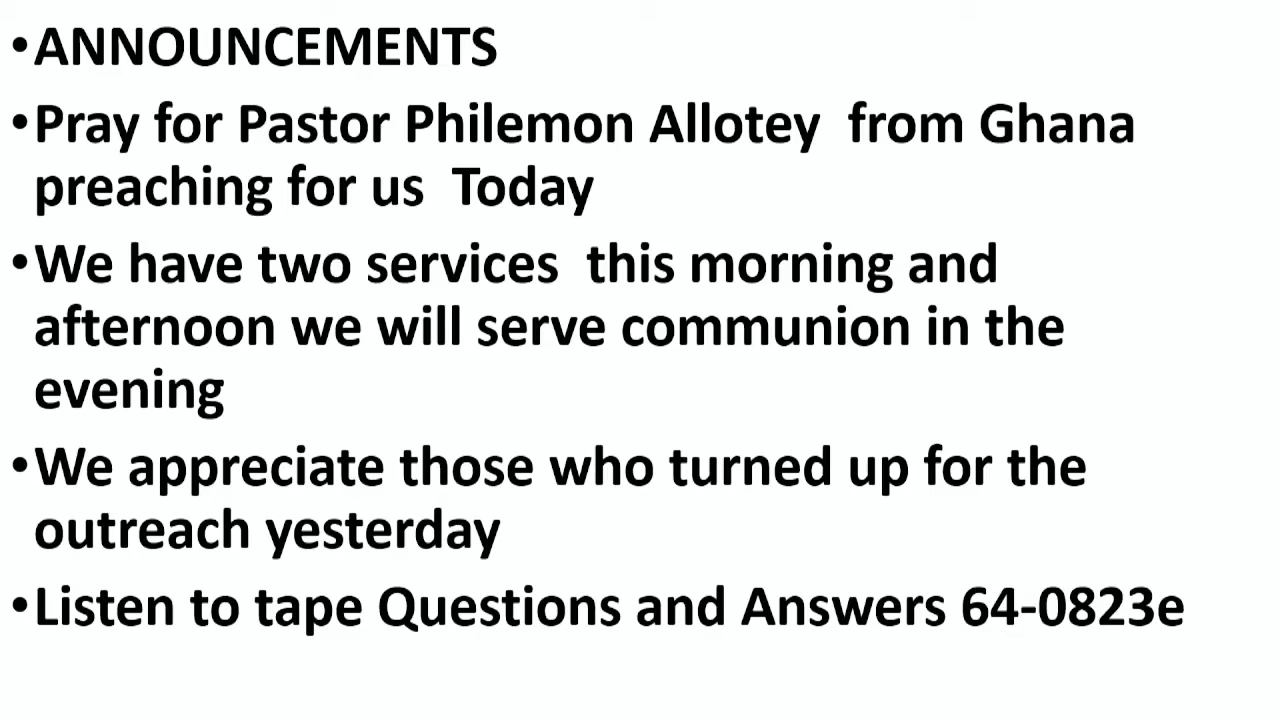 •ANNOUNCEMENTS
•Pray for Pastor Philemon Allotey  from Ghana
preaching for us  Today
•We have two services  this morning and
afternoon we will serve communion in the
evening
•We appreciate those who turned up for the
outreach yesterday
•Listen to tape Questions and Answers 64-0823e